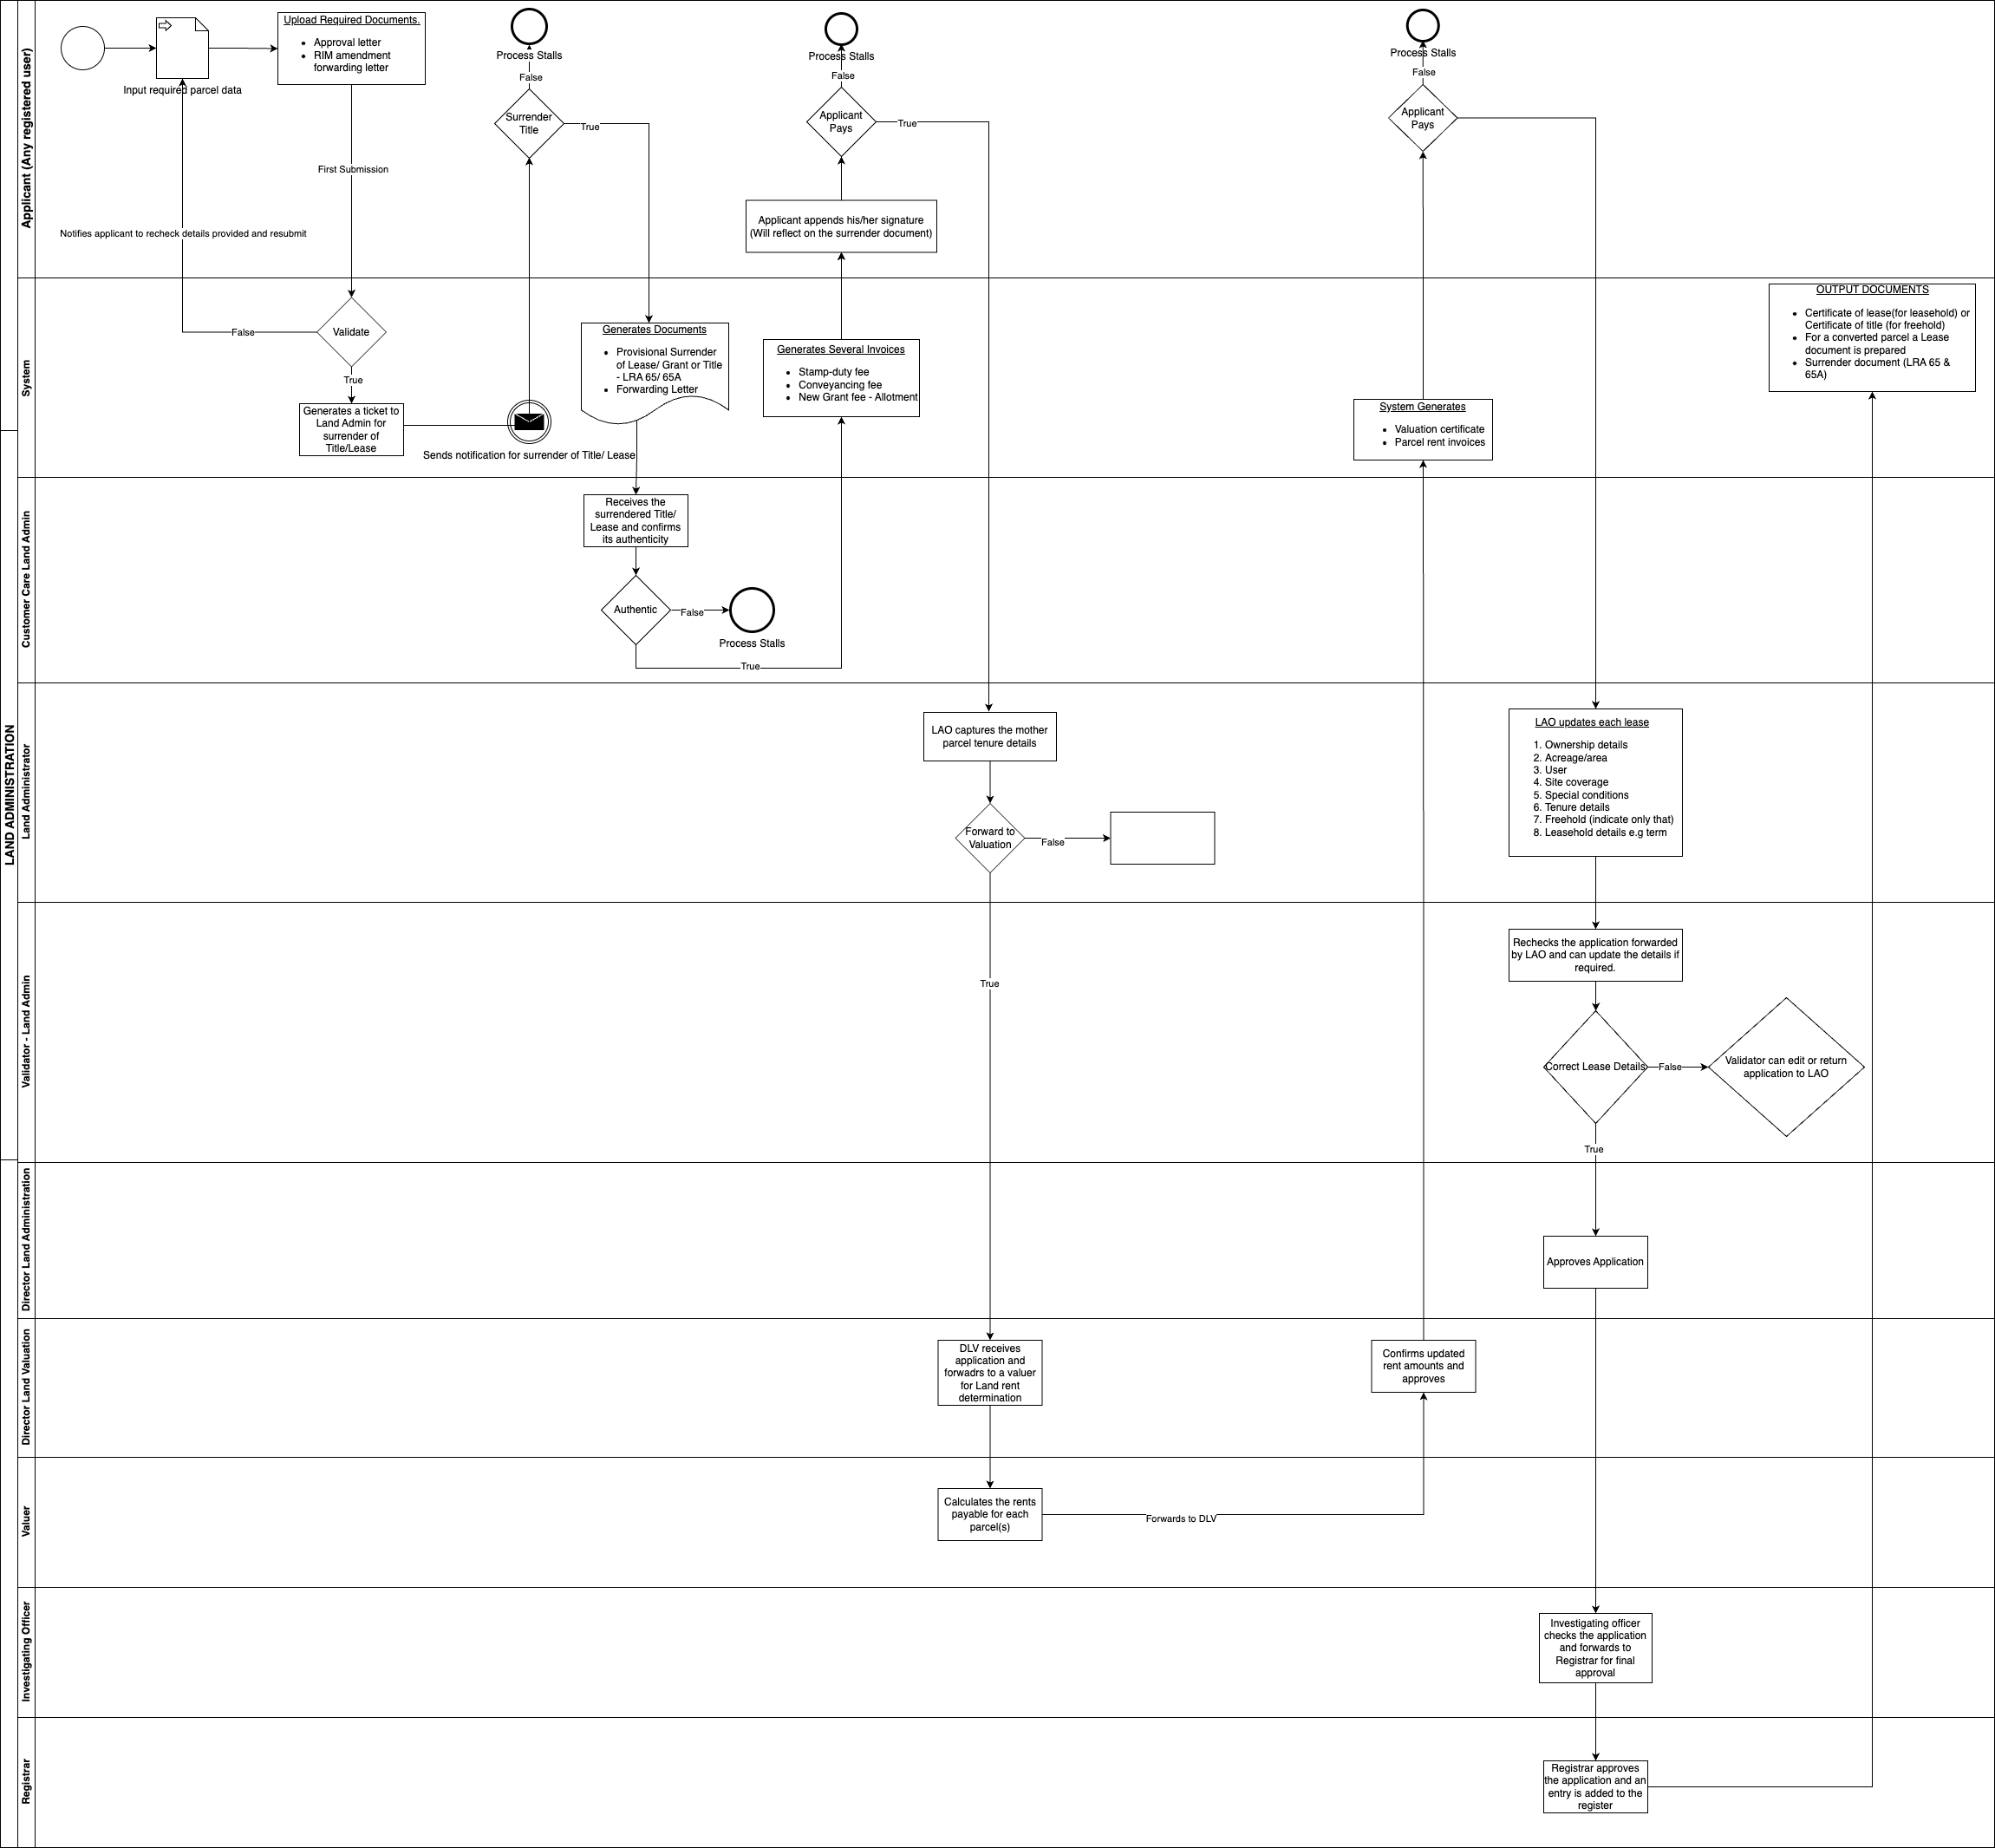 LAND ADMINISTRATION
Applicant (Any registered user)
Input required parcel data
Upload Required Documents.
Approval letter
RIM amendment
forwarding letter
First Submission
Notifies applicant to recheck details provided and resubmit
Process Stalls
False
Surrender
Title
True
Process Stalls
False
Applicant
Pays
True
Applicant appends his/her signature
(Will reflect on the surrender document)
Process Stalls
False
Applicant
Pays
System
Validate
False
True
Generates a ticket to
Land Admin for
surrender of
Title/Lease
Sends notification for surrender of Title/ Lease
Generates Documents
Provisional Surrender
of Lease/ Grant or Title
- LRA 65/ 65A
Forwarding Letter
Generates Several Invoices
Stamp-duty fee
Conveyancing fee
New Grant fee - Allotment
System Generates
Valuation certificate
Parcel rent invoices
OUTPUT DOCUMENTS
Certificate of lease(for leasehold) or
Certificate of title (for freehold)
For a converted parcel a Lease
document is prepared
Surrender document (LRA 65 &
65A)
Customer Care Land Admin
Receives the
surrendered Title/
Lease and confirms
its authenticity
Authentic
False
Process Stalls
True
Land Administrator
LAO captures the mother
parcel tenure details
Forward to
Valuation
False
LAO updates each lease
1. Ownership details
2. Acreage/area
3. User
4. Site coverage
5. Special conditions
6. Tenure details
7. Freehold (indicate only that)
8. Leasehold details e.g term
Validator - Land Admin
True
Rechecks the application forwarded
by LAO and can update the details if
required.
Correct Lease Details
False
Validator can edit or return
application to LAO
True
Director Land Administration
Approves Application
Director Land Valuation
DLV receives
application and
forwadrs to a valuer
for Land rent
determination
Confirms updated
rent amounts and
approves
Valuer
Calculates the rents
payable for each
parcel(s)
Forwards to DLV
Investigating Officer
Investigating officer
checks the application
and forwards to
Registrar for final
approval
Registrar
Registrar approves
the application and an
entry is added to the
register